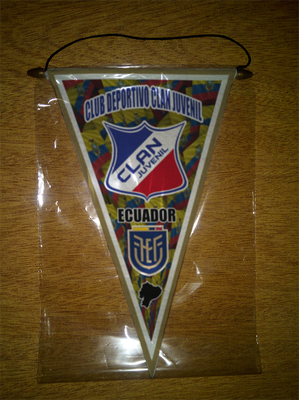 CLUB DEPORTIVO CLAN JUVENIL
CLAN
JUVENIL
ECUADOR
FEF